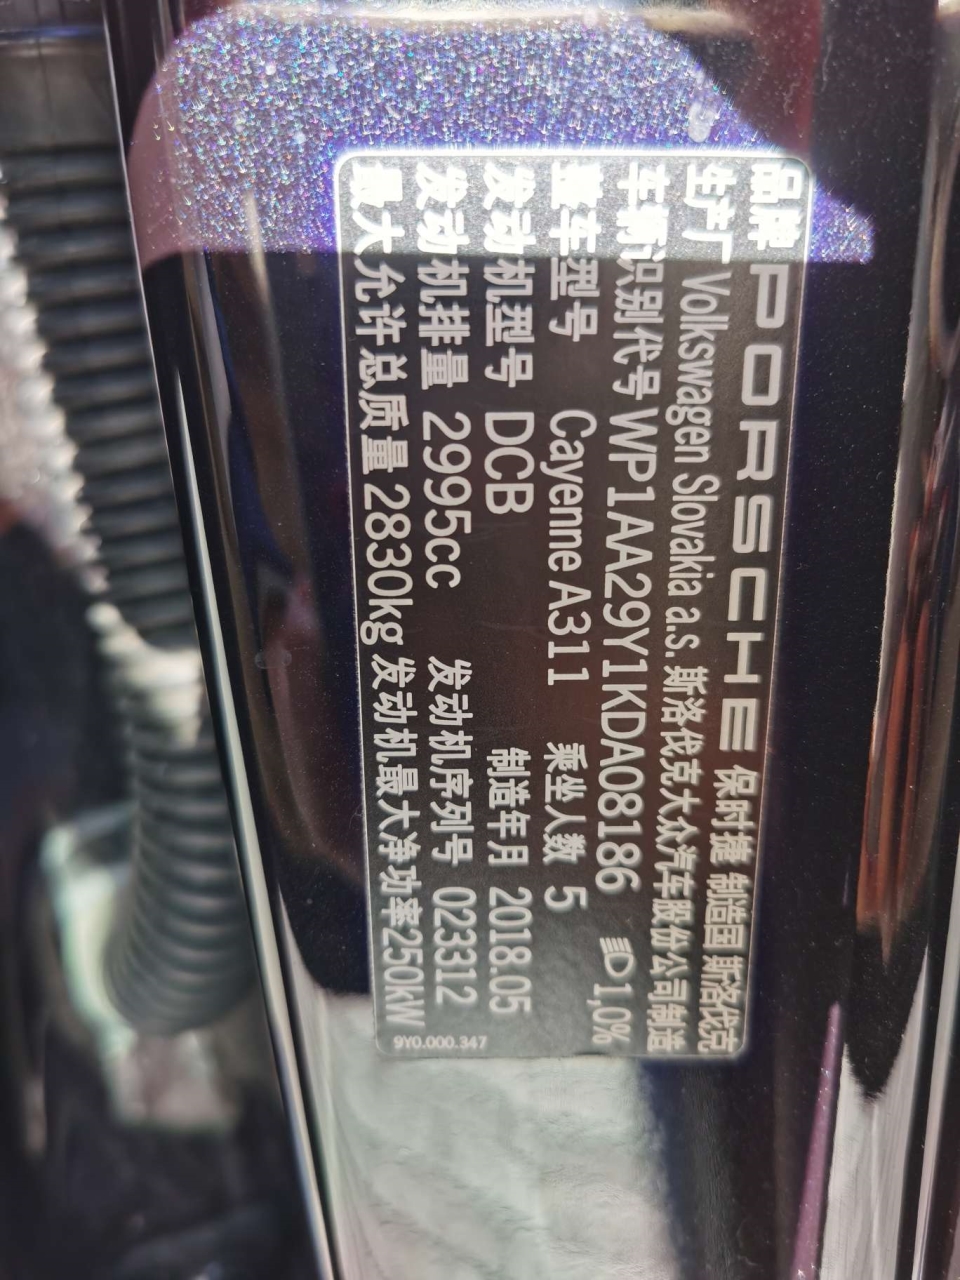 品牌 PORSCHE 保时捷 制造国 斯洛伐克
生产厂 Volkswagen Slovakia a.s. 斯洛伐克大众汽车股份公司制造
车辆识别代号 WP1AA29Y1KDA08186 1,0%
整车型号 Cayenne A311 乘坐人数 5
发动机型号 DCB 制造年月 2018.05
发动机排量 2995cc 发动机序列号 023312
最大允许总质量 2830kg 发动机最大净功率250kW
9Y0.000.347